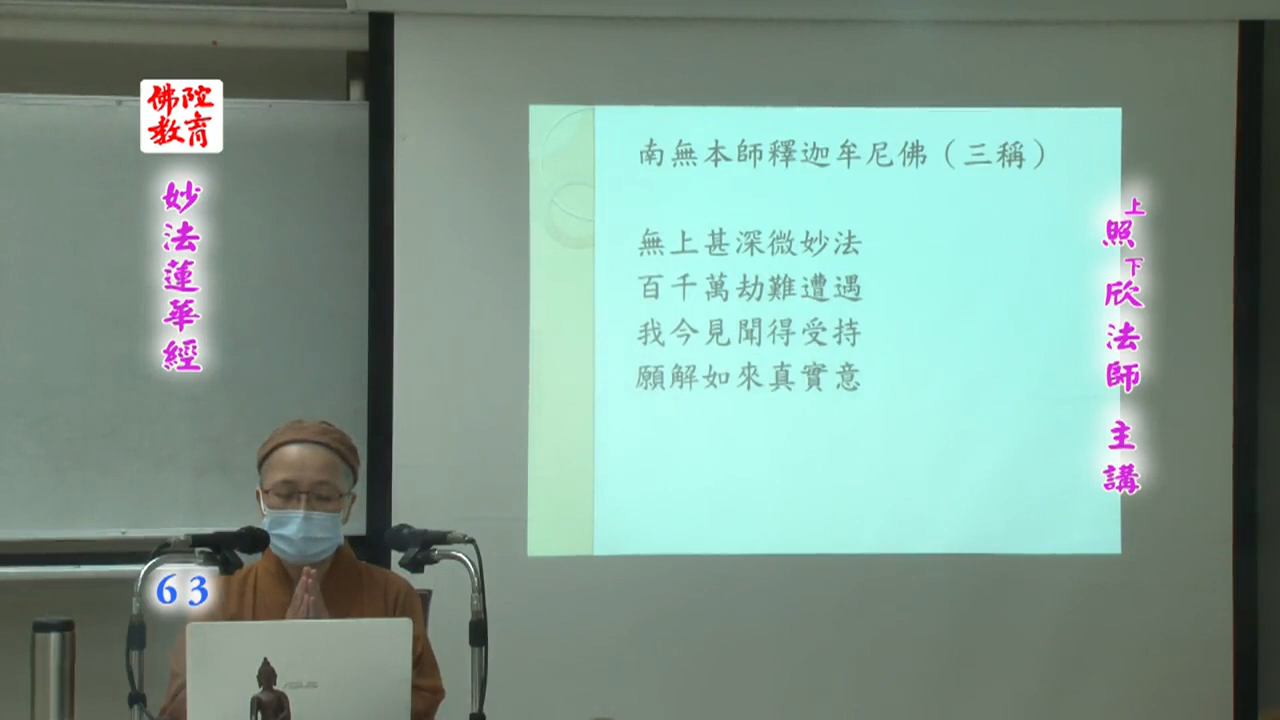 佛陀
教育
妙法蓮華經
南無本師釋迦牟尼佛（三稱）
無上甚深微妙法
百千萬劫難遭遇
我今見聞得受持
願解如來真實意
上照下欣法師 主講
63
ASUS